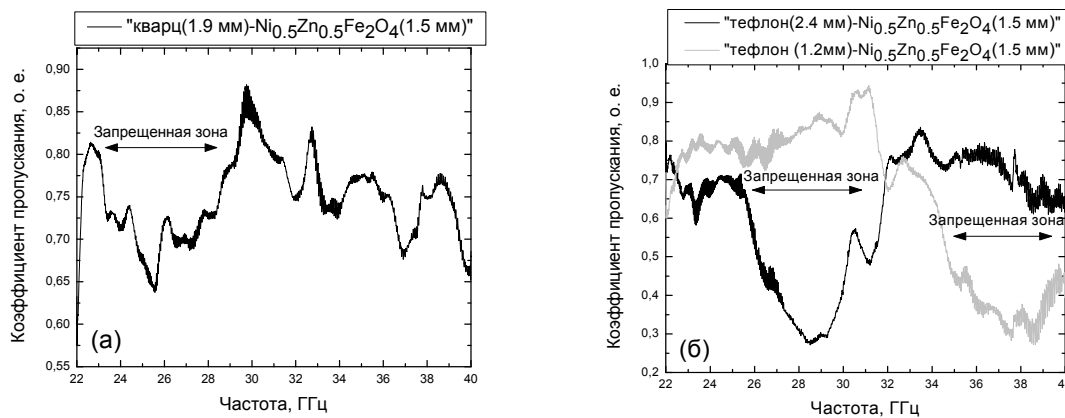 "кварц(1.9 мм)-Ni0.5Zn0.5Fe2O4(1.5 мм)"
0,90
0,85
0,80
0,75
0,70
0,65
0,60
0,55
Коэффициент пропускания, о. е.
Запрещенная зона
(а)
22 24 26 28 30 32 34 36 38 40
Частота, ГГц
"тефлон(2.4 мм)-Ni0.5Zn0.5Fe2O4(1.5 мм)"
"тефлон (1.2мм)-Ni0.5Zn0.5Fe2O4(1.5 мм)"
1,0
0,9
0,8
0,7
0,6
0,5
0,4
0,3
0,2
Коэффициент пропускания, о. е.
Запрещенная зона
Запрещенная зона
(б)
22 24 26 28 30 32 34 36 38 40
Частота, ГГц